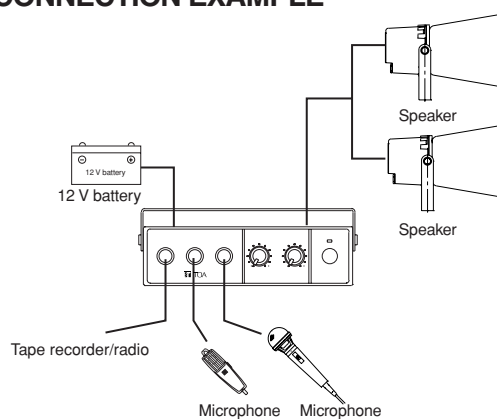 CONNECTION EXAMPLE
Speaker
12 V battery
12 V battery
Speaker
TOA
Tape recorder/radio
Microphone
Microphone